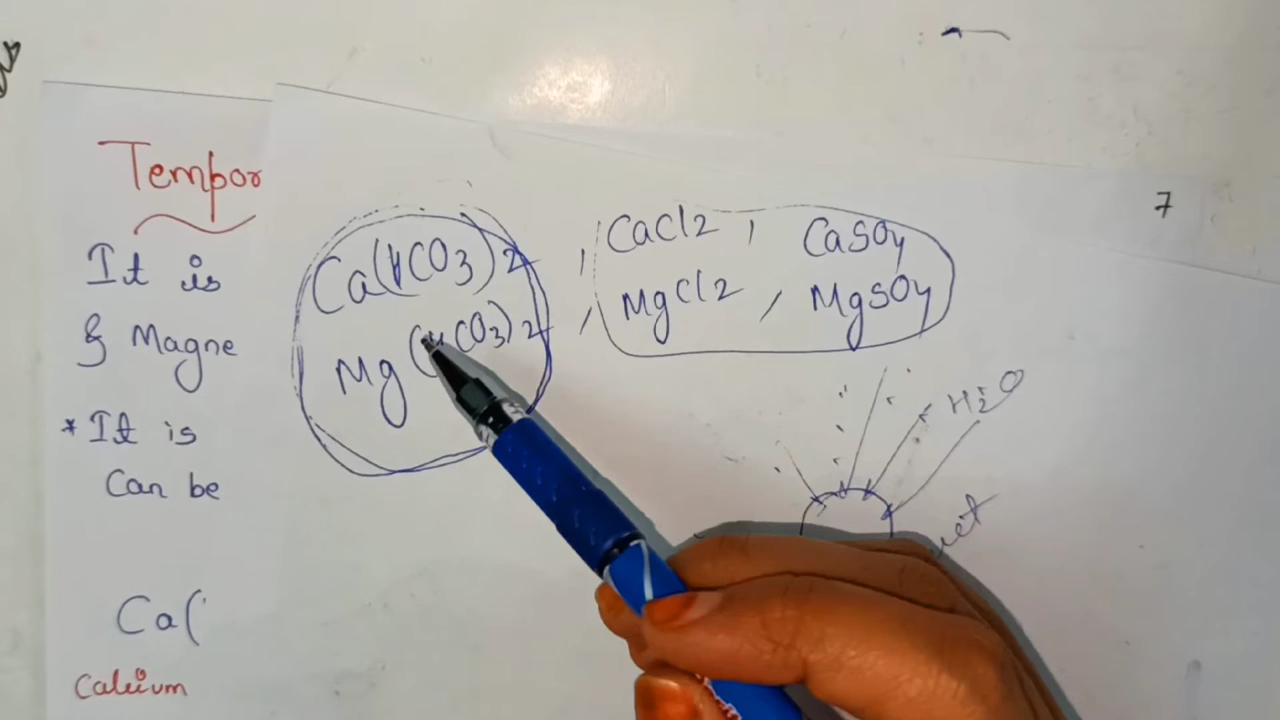 Tempor
It is
& Magne
* It is
Can be
Ca(
Calcium
Ca(HCO3)2, CaCl2, CaSO4
Mg(HCO3)2, MgCl2, MgSO4
H2O
7